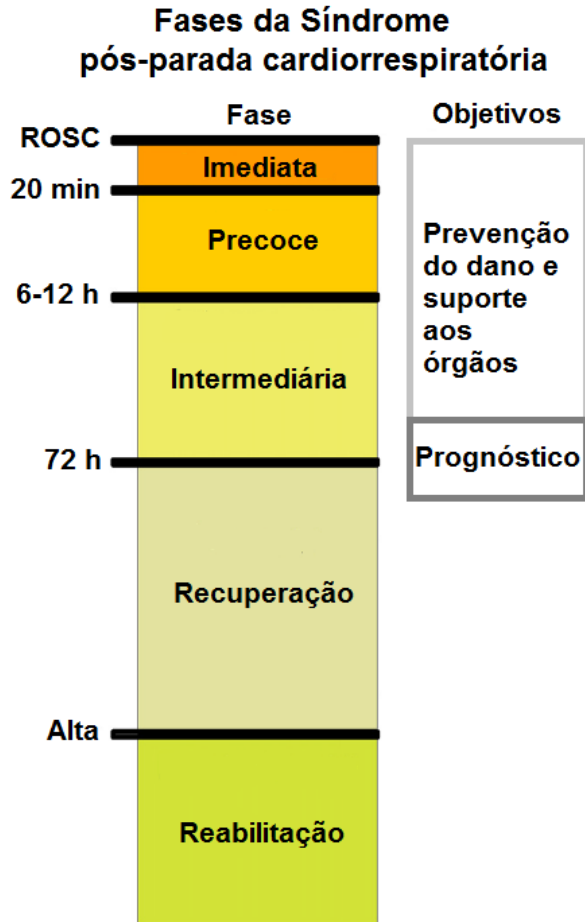 Fases da Síndrome
pós-parada cardiorrespiratória
Fase
Objetivos
ROSC
Imediata
20 min
Precoce
Prevenção
do dano e
suporte
aos
órgãos
6-12 h
Intermediária
Prognóstico
72 h
Recuperação
Alta
Reabilitação